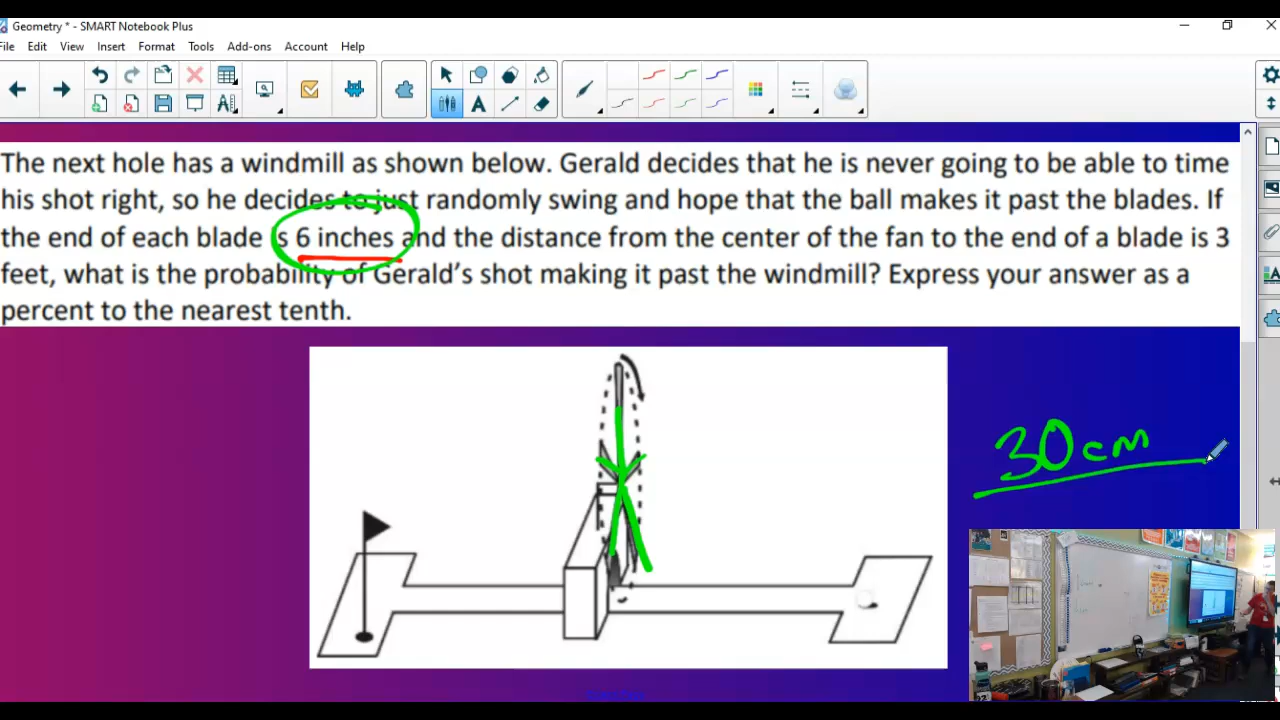 Geometry * - SMART Notebook Plus
File Edit View Insert Format Tools Add-ons Account Help
The next hole has a windmill as shown below. Gerald decides that he is never going to be able to time
his shot right, so he decides to just randomly swing and hope that the ball makes it past the blades. If
the end of each blade is 6 inches and the distance from the center of the fan to the end of a blade is 3
feet, what is the probability of Gerald's shot making it past the windmill? Express your answer as a
percent to the nearest tenth.
30cm